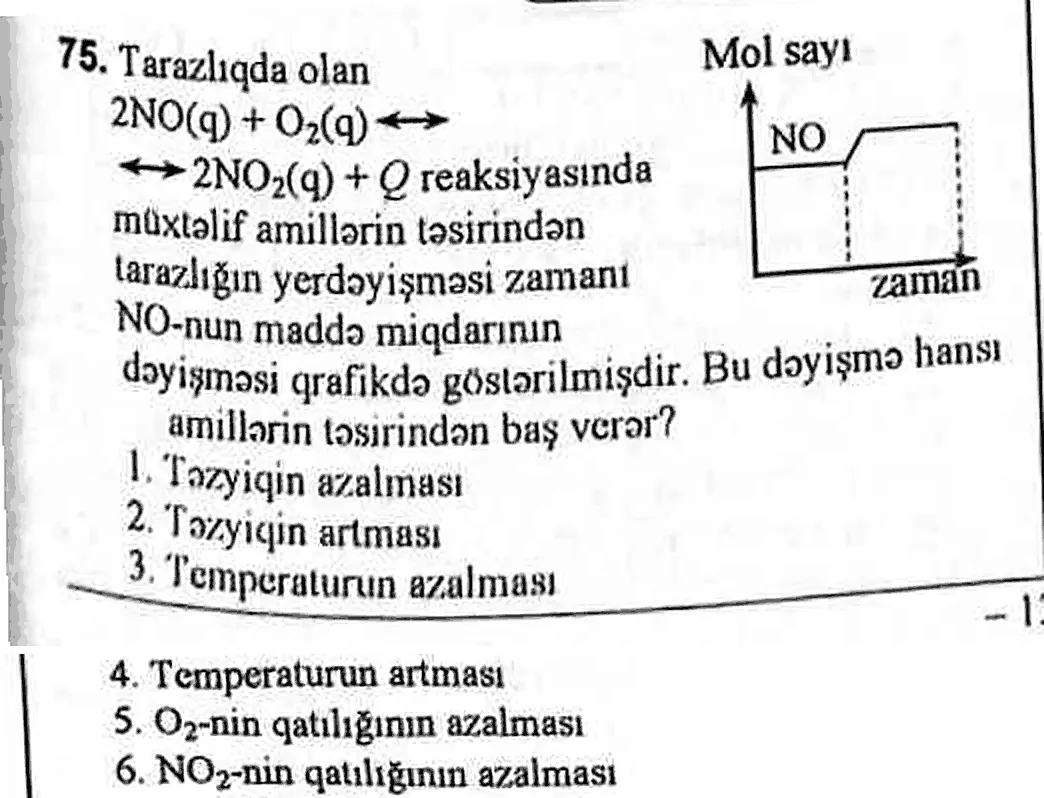 75. Tarazlıqda olan
2NO(q) + O₂(q) ⟷
⟷ 2NO₂(q) + Q reaksiyasında
müxtəlif amillərin təsirindən
tarazlığın yerdəyişməsi zamanı
NO-nun maddə miqdarının
dəyişməsi qrafikdə göstərilmişdir. Bu dəyişmə hansı
amillərin təsirindən baş verər?
Mol sayı
NO
zaman
1. Təzyiqin azalması
2. Təzyiqin artması
3. Temperaturun azalması
4. Temperaturun artması
5. O₂-nin qatılığının azalması
6. NO₂-nin qatılığının azalması